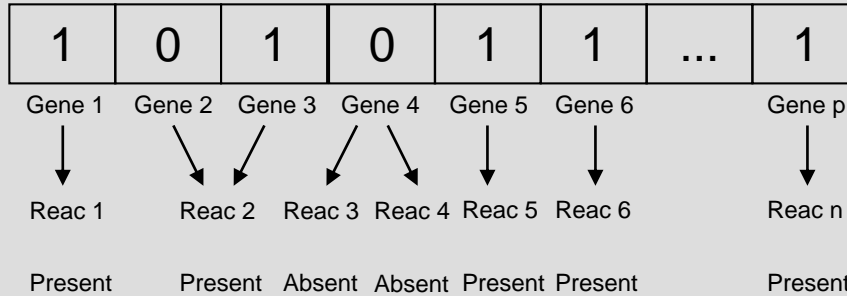 1 0 1 0 1 1 ... 1
Gene 1 Gene 2 Gene 3 Gene 4 Gene 5 Gene 6 Gene p
Reac 1 Reac 2 Reac 3 Reac 4 Reac 5 Reac 6 Reac n
Present Present Absent Absent Present Present Present